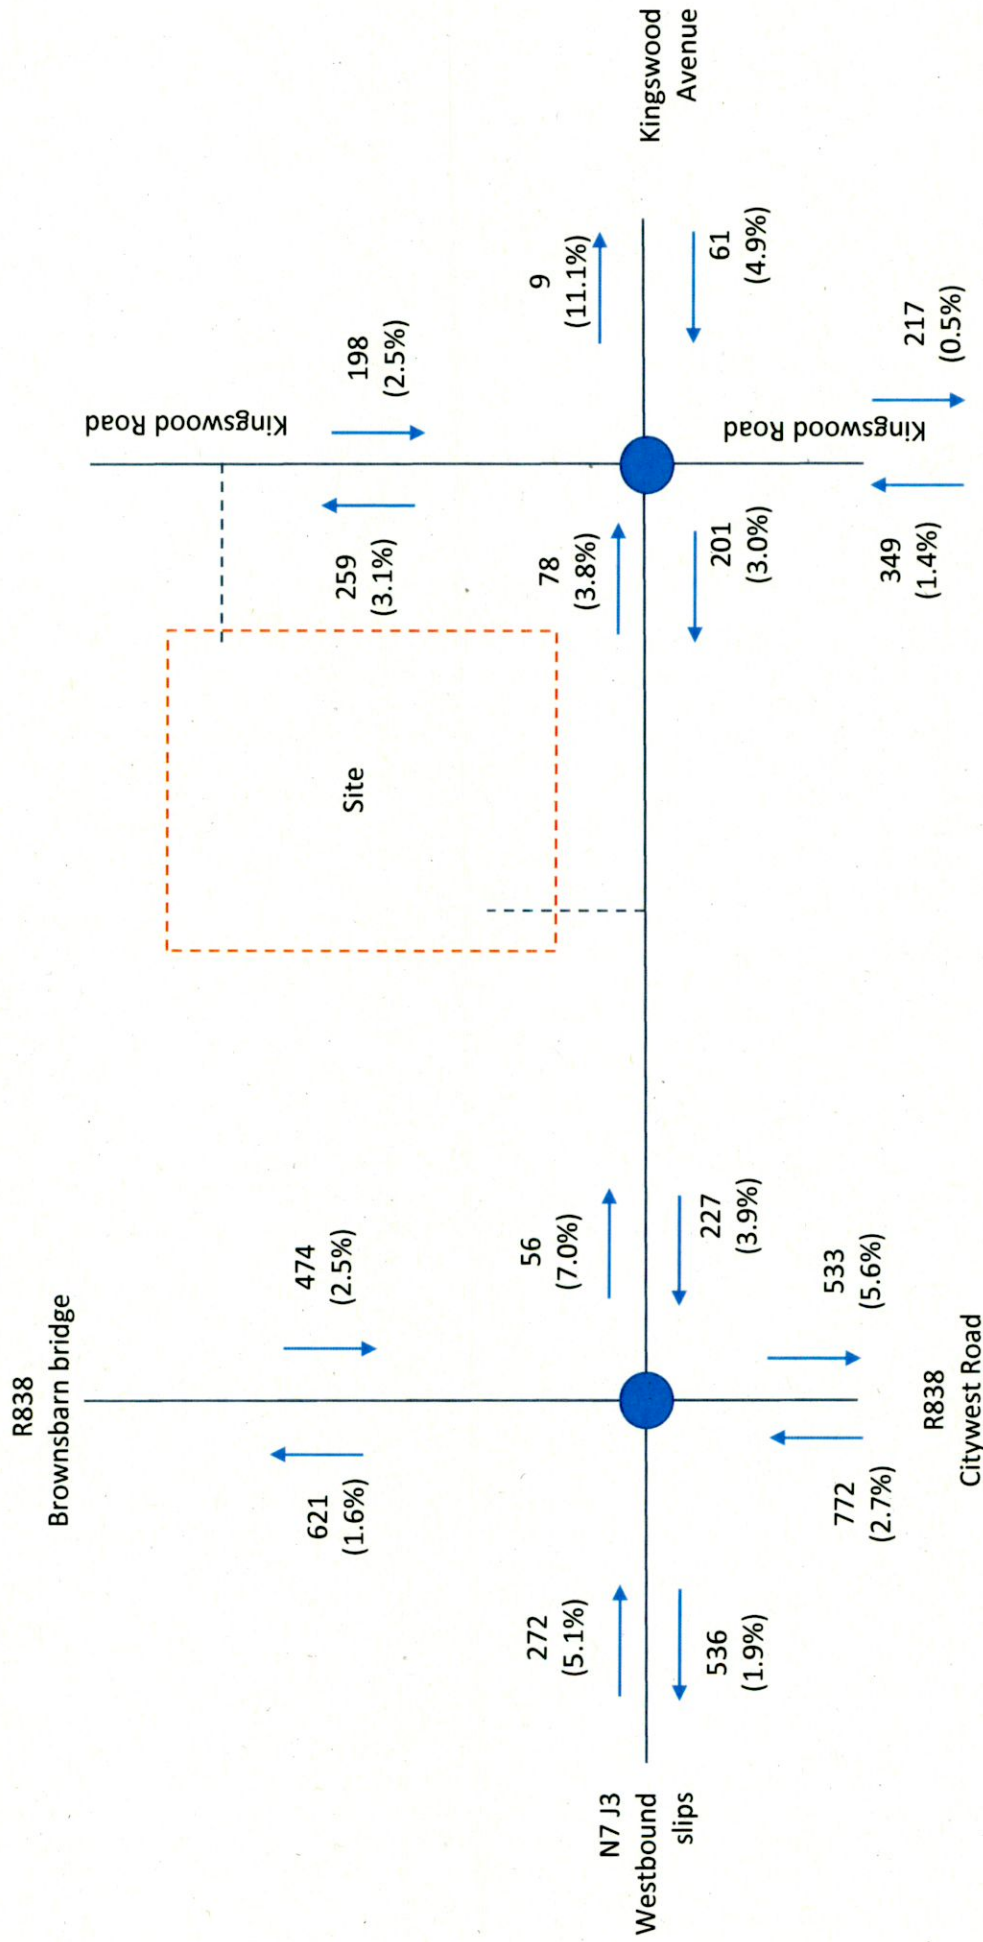 R838
Brownsbarn bridge
621
(1.6%)
474
(2.5%)
N7 J3
Westbound
slips
272
(5.1%)
536
(1.9%)
56
(7.0%)
227
(3.9%)
772
(2.7%)
533
(5.6%)
R838
Citywest Road
Site
Kingswood Road
259
(3.1%)
198
(2.5%)
78
(3.8%)
201
(3.0%)
9
(11.1%)
61
(4.9%)
Kingswood
Avenue
Kingswood Road
349
(1.4%)
217
(0.5%)